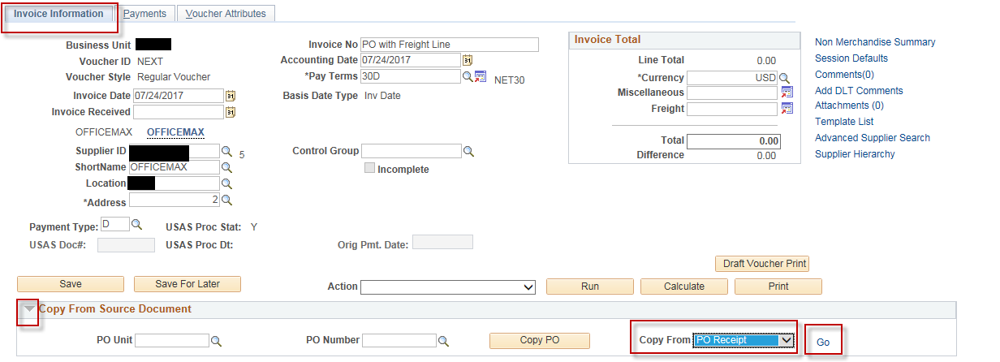 Invoice Information
Payments
Voucher Attributes
Business Unit
Invoice No PO with Freight Line
Voucher ID NEXT
Accounting Date 07/24/2017 31
Voucher Style Regular Voucher
*Pay Terms 30D NET30
Invoice Date 07/24/2017 31
Basis Date Type Inv Date
Invoice Received 31
OFFICEMAX OFFICEMAX
Supplier ID 5
Control Group
ShortName OFFICEMAX
Incomplete
Location
*Address 2
Payment Type: D USAS Proc Stat: Y
USAS Doc#: USAS Proc Dt: Orig Pmt. Date:
Invoice Total
Line Total 0.00
*Currency USD
Miscellaneous
Freight
Total 0.00
Difference 0.00
Non Merchandise Summary
Session Defaults
Comments(0)
Add DLT Comments
Attachments (0)
Template List
Advanced Supplier Search
Supplier Hierarchy
Draft Voucher Print
Save Save For Later Action Run Calculate Print
Copy From Source Document
PO Unit PO Number Copy PO Copy From PO Receipt Go